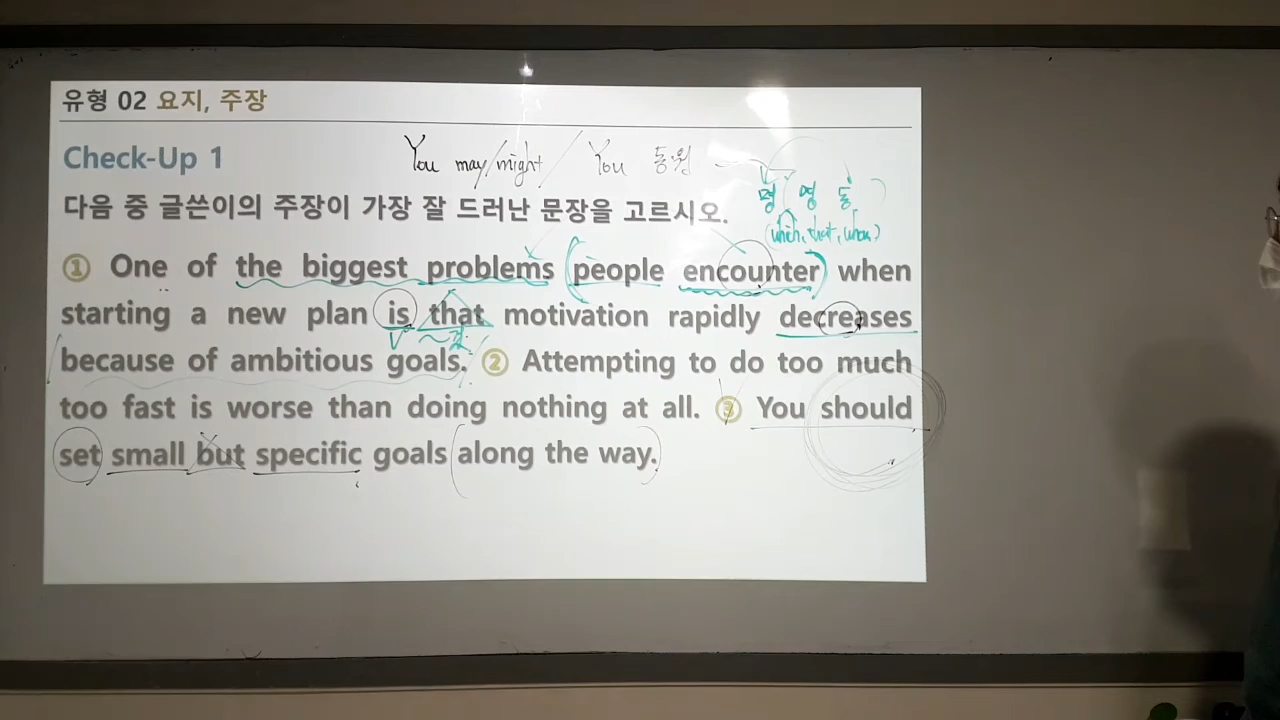 유형 02 요지, 주장
Check-Up 1
You may/might / You 동원
다음 중 글쓴이의 주장이 가장 잘 드러난 문장을 고르시오.
명 (명 동 )
(which, that, whom)
① One of the biggest problems (people encounter) when
starting a new plan is that motivation rapidly decreases
V ~것
because of ambitious goals. ② Attempting to do too much
too fast is worse than doing nothing at all. ③ You should
set small but specific goals (along the way.)